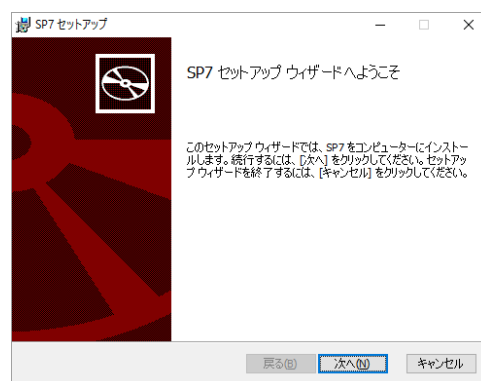 SP7 セットアップ
SP7 セットアップ ウィザードへようこそ
このセットアップ ウィザードでは、SP7 をコンピューターにインストー
ルします。続行するには、[次へ] をクリックしてください。セットアッ
プ ウィザードを終了するには、[キャンセル] をクリックしてください。
戻る(B) 次へ(N) キャンセル